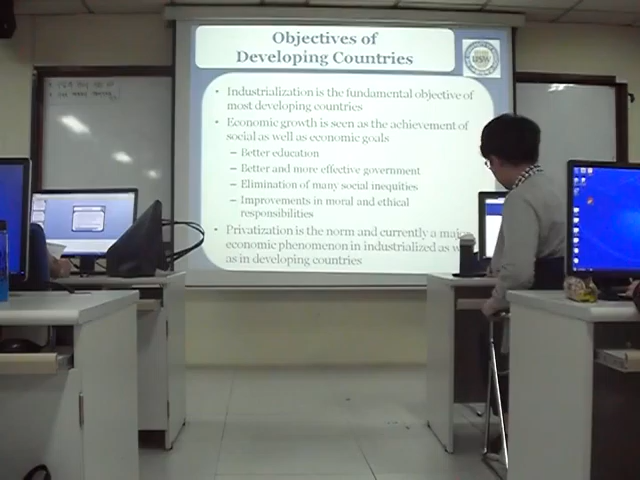 Objectives of
Developing Countries
• Industrialization is the fundamental objective of
most developing countries
• Economic growth is seen as the achievement of
social as well as economic goals
– Better education
– Better and more effective government
– Elimination of many social inequities
– Improvements in moral and ethical
responsibilities
• Privatization is the norm and currently a
economic phenomenon in industrialized as
as in developing countries